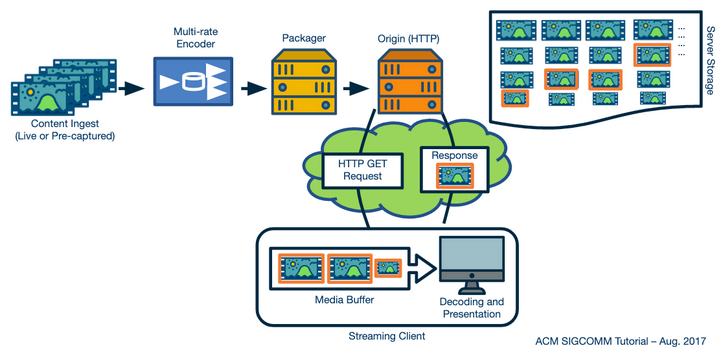 Multi-rate
Encoder
Packager
Origin (HTTP)
Server Storage
...
...
...
Content Ingest
(Live or Pre-captured)
HTTP GET
Request
Response
Media Buffer
Decoding and
Presentation
Streaming Client
ACM SIGCOMM Tutorial – Aug. 2017